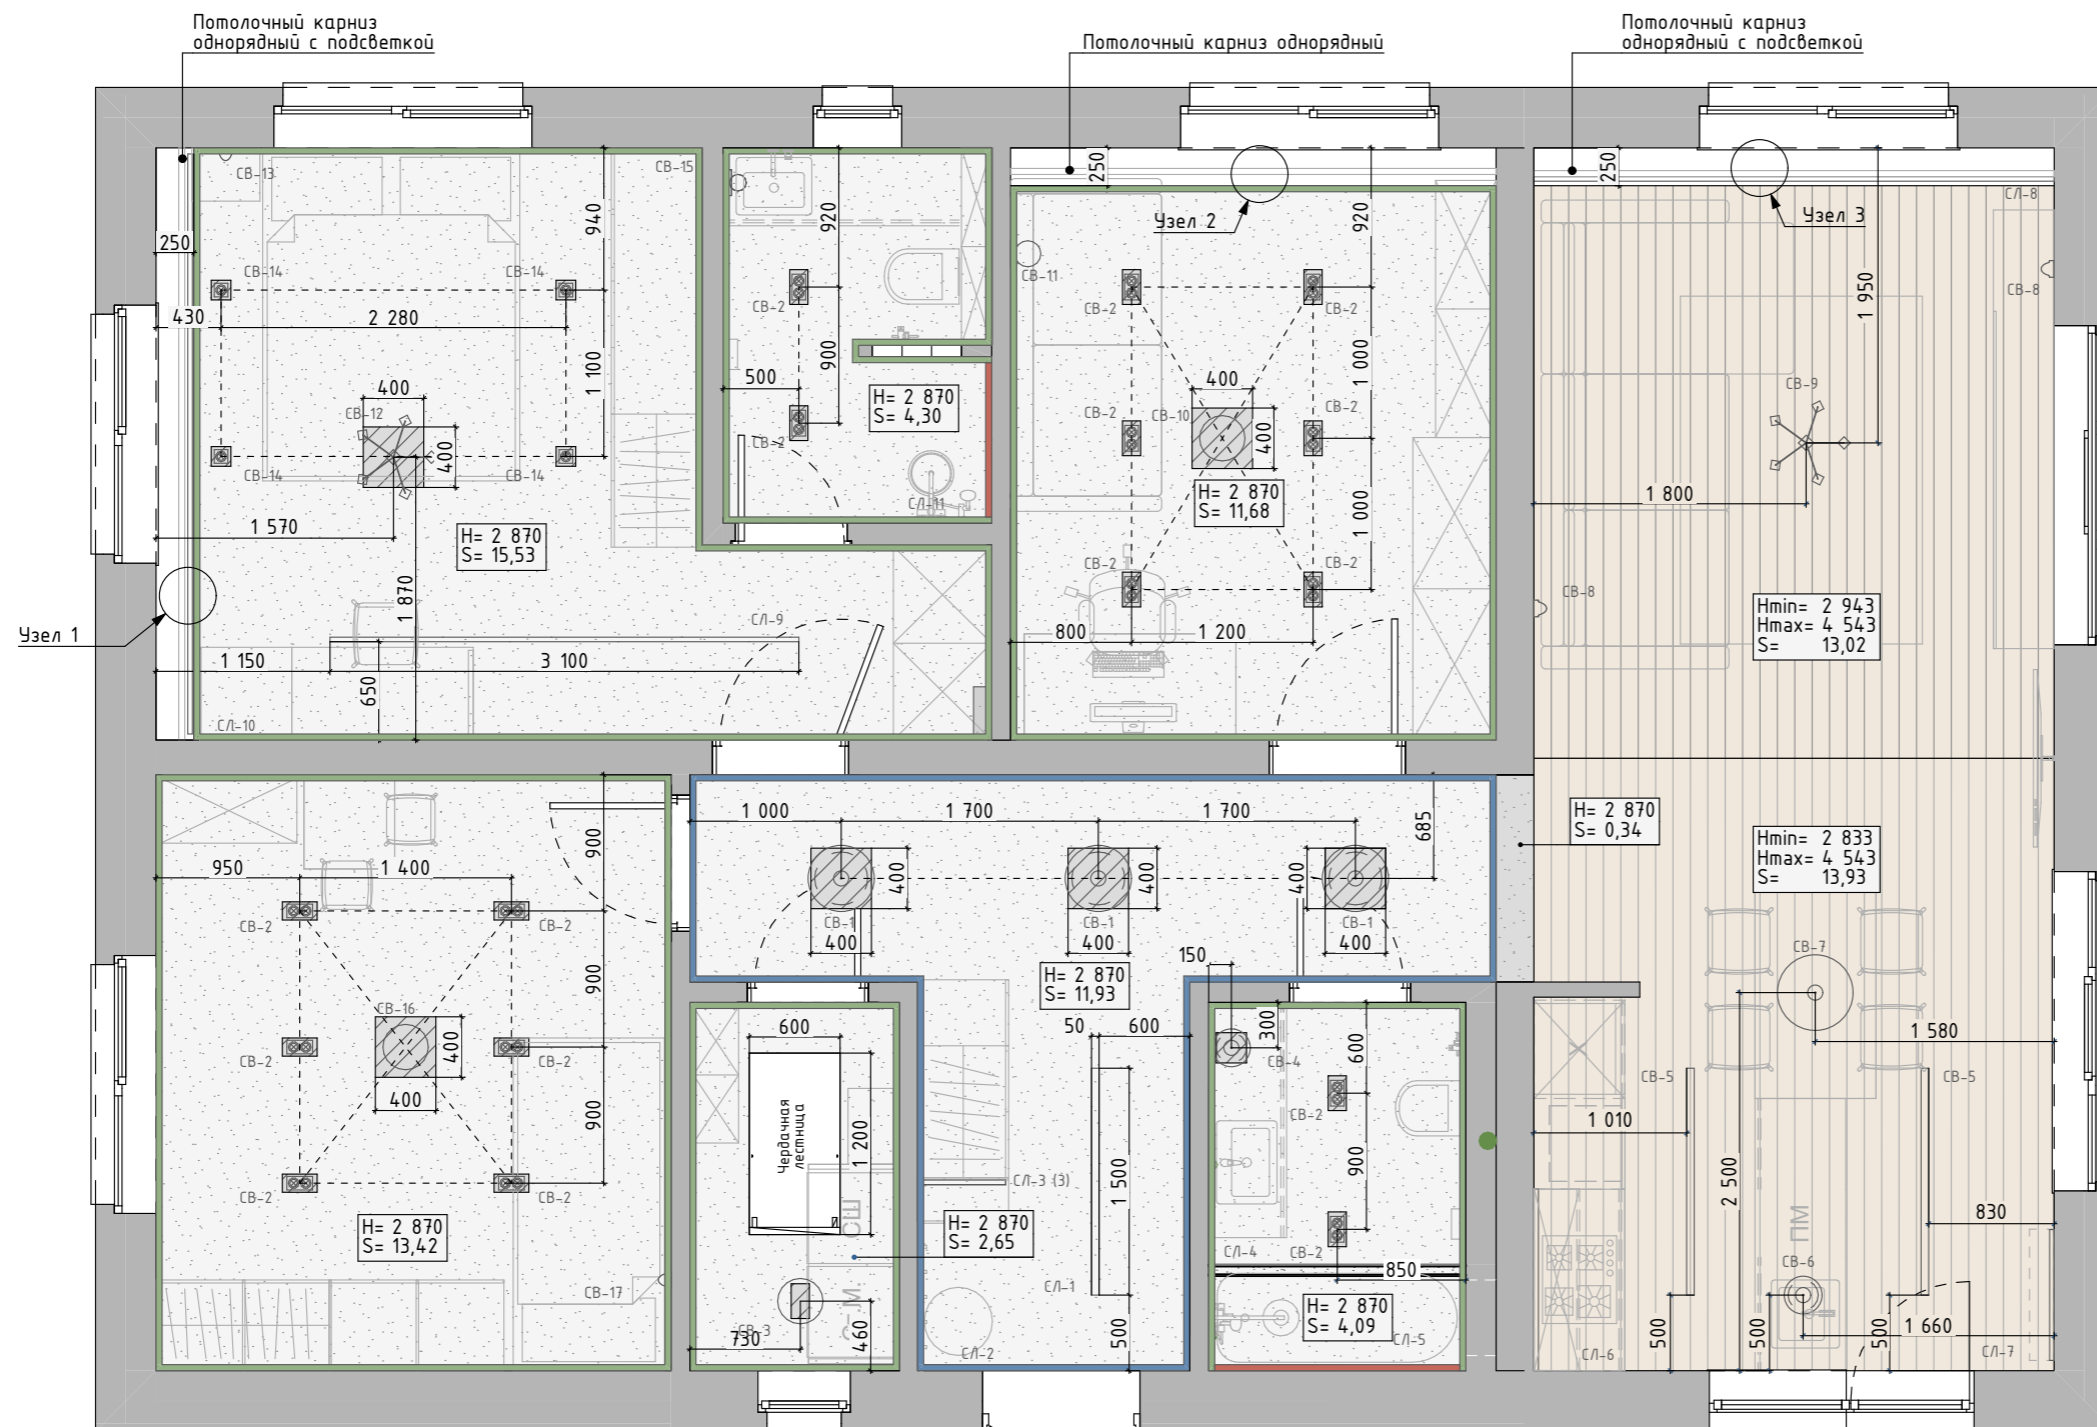 Потолочный карниз
однорядный с подсветкой
Потолочный карниз однорядный
Потолочный карниз
однорядный с подсветкой
СВ-13
СВ-15
250
940
СВ-14
СВ-14
430
2 280
1 100
400
СВ-12
400
СВ-14
СВ-14
1 570
H= 2 870
S= 15,53
1 870
Узел 1
СЛ-9
1 150
3 100
650
СЛ-10
920
СВ-2
900
500
H= 2 870
S= 4,30
СВ-2
СЛ-11
250
Узел 2
920
СВ-11
СВ-2
СВ-2
1 000
400
СВ-2
СВ-10
СВ-2
400
H= 2 870
S= 11,68
1 000
СВ-2
СВ-2
800
1 200
250
Узел 3
СЛ-8
СВ-8
1 950
СВ-9
1 800
СВ-8
Hmin= 2 943
Hmax= 4 543
S= 13,02
H= 2 870
S= 0,34
Hmin= 2 833
Hmax= 4 543
S= 13,93
900
950
1 400
СВ-2
СВ-2
900
СВ-16
400
СВ-2
СВ-2
400
900
СВ-2
СВ-2
H= 2 870
S= 13,42
СВ-17
1 000
1 700
1 700
685
400
400
400
СВ-1
СВ-1
СВ-1
400
400
400
H= 2 870
S= 11,93
150
600
Чердачная
лестница
1 200
СШ
H= 2 870
S= 2,65
С-М.
СВ-3
730
460
50
600
1 500
СЛ-3 (3)
СЛ-1
СЛ-2
500
300
600
СВ-4
СВ-2
900
СЛ-4
СВ-2
850
H= 2 870
S= 4,09
СЛ-5
СВ-7
1 580
СВ-5
СВ-5
1 010
2 500
830
ПМ
СВ-6
500
500
500
1 660
СЛ-6
СЛ-7